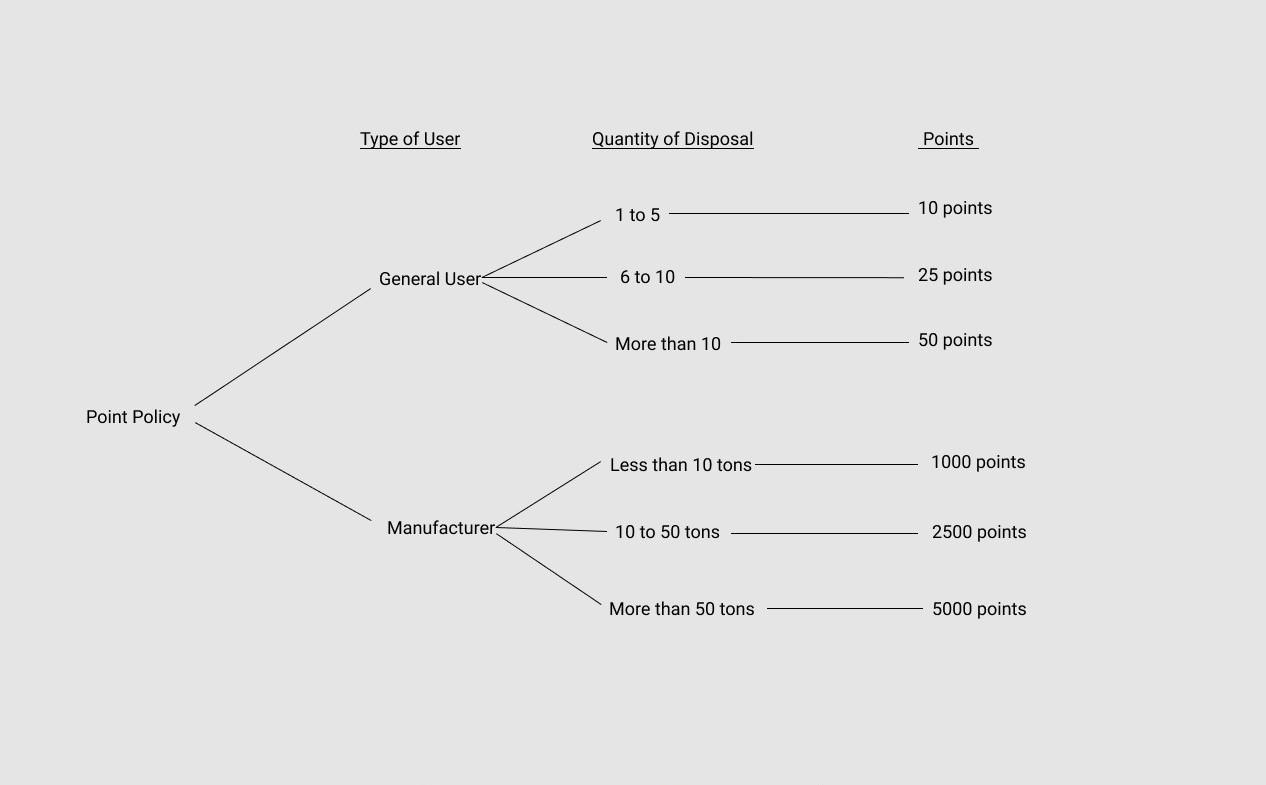 Type of User
Quantity of Disposal
Points
1 to 5
10 points
General User
6 to 10
25 points
More than 10
50 points
Point Policy
Less than 10 tons
1000 points
Manufacturer
10 to 50 tons
2500 points
More than 50 tons
5000 points